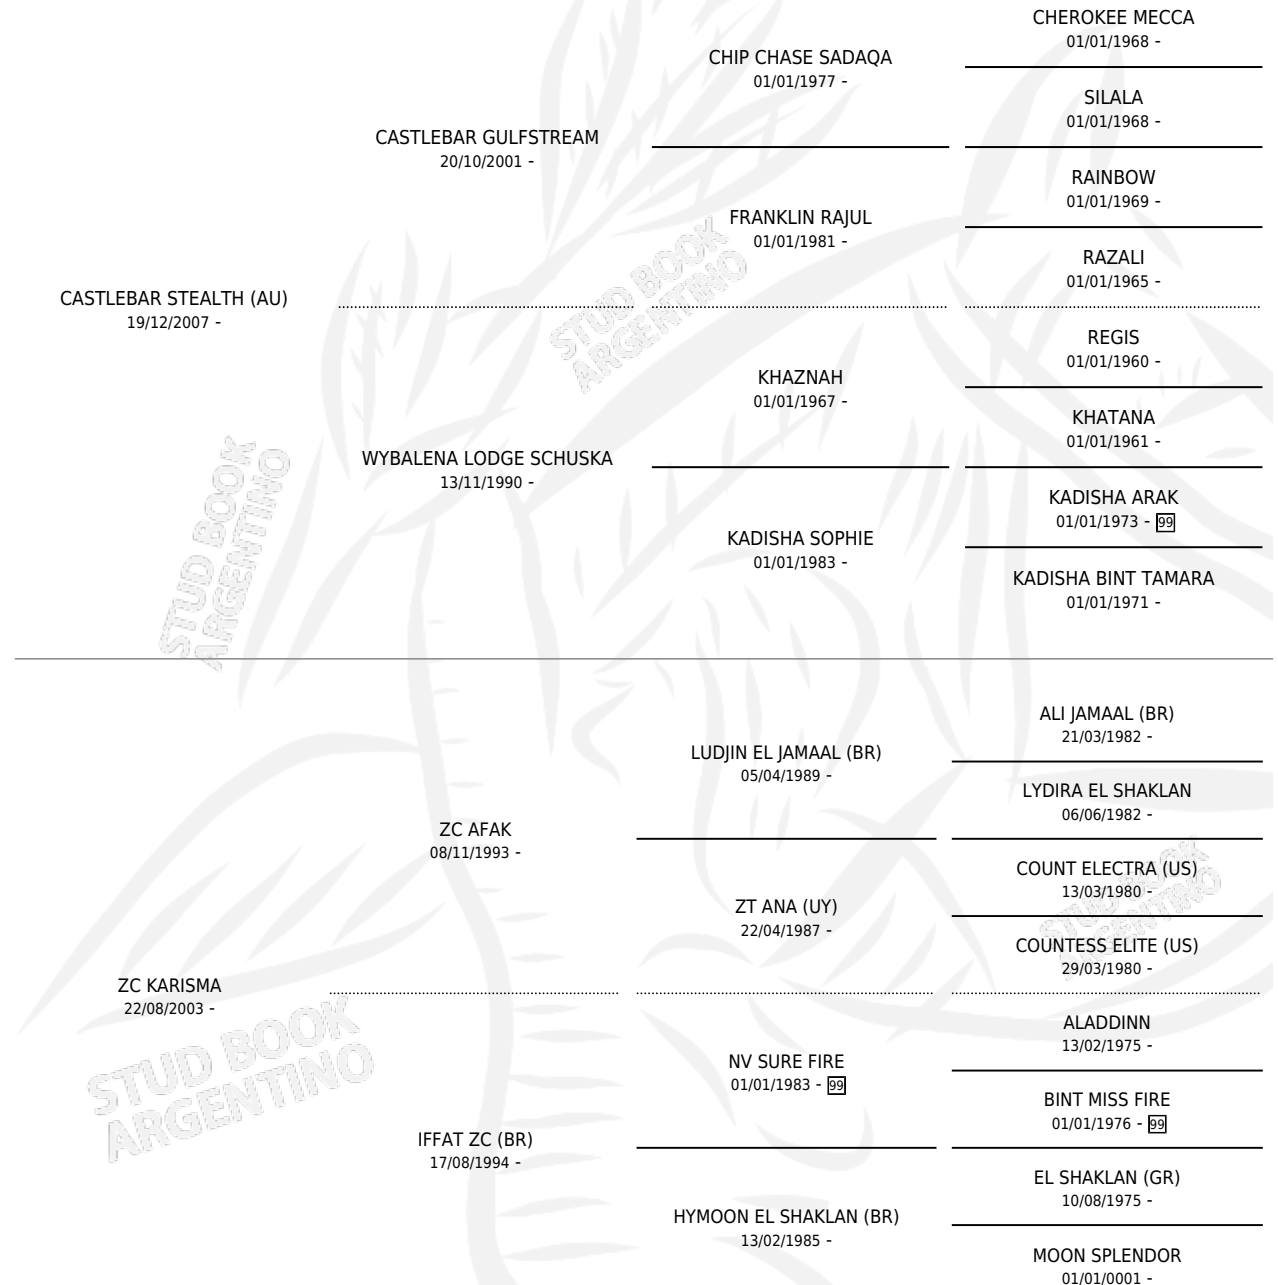 CHEROKEE MECCA
01/01/1968 -
CHIP CHASE SADAQA
01/01/1977 -
SILALA
01/01/1968 -
CASTLEBAR GULFSTREAM
20/10/2001 -
RAINBOW
01/01/1969 -
FRANKLIN RAJUL
01/01/1981 -
RAZALI
01/01/1965 -
CASTLEBAR STEALTH (AU)
19/12/2007 -
REGIS
01/01/1960 -
KHAZNAH
01/01/1967 -
KHATANA
01/01/1961 -
WYBALENA LODGE SCHUSKA
13/11/1990 -
KADISHA ARAK
01/01/1973 - 99
KADISHA SOPHIE
01/01/1983 -
KADISHA BINT TAMARA
01/01/1971 -
ALI JAMAAL (BR)
21/03/1982 -
LUDJIN EL JAMAAL (BR)
05/04/1989 -
LYDIRA EL SHAKLAN
06/06/1982 -
ZC AFAK
08/11/1993 -
COUNT ELECTRA (US)
13/03/1980 -
ZT ANA (UY)
22/04/1987 -
COUNTESS ELITE (US)
29/03/1980 -
ZC KARISMA
22/08/2003 -
ALADDINN
13/02/1975 -
NV SURE FIRE
01/01/1983 - 99
BINT MISS FIRE
01/01/1976 - 99
IFFAT ZC (BR)
17/08/1994 -
EL SHAKLAN (GR)
10/08/1975 -
HYMOON EL SHAKLAN (BR)
13/02/1985 -
MOON SPLENDOR
01/01/0001 -
STUD BOOK
ARGENTINO
STUD BOOK
ARGENTINO
STUD BOOK
ARGENTINO
STUD BOOK
ARGENTINO